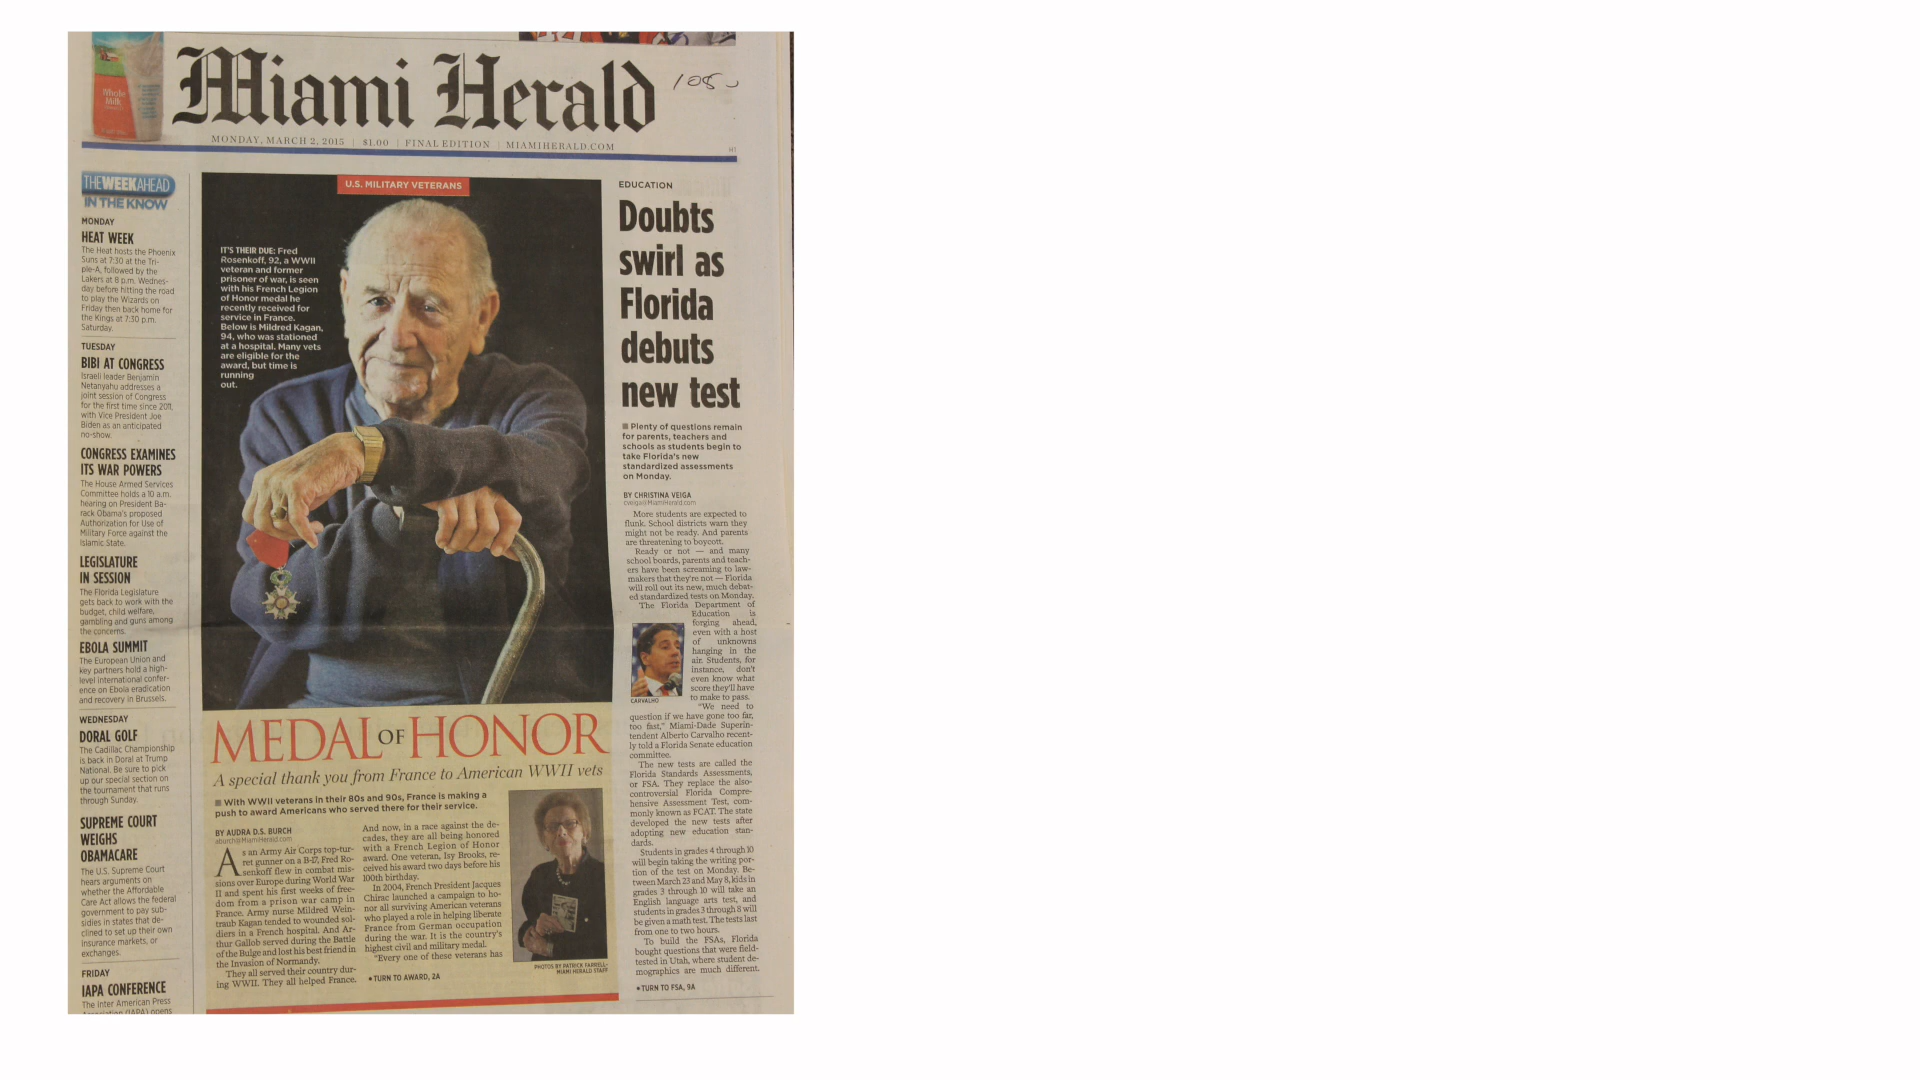 Whole
Milk
Miami Herald
1080
MONDAY, MARCH 2, 2015 | $1.00 | FINAL EDITION | MIAMIHERALD.COM
H1
THEWEEKAHEAD
IN THE KNOW
MONDAY
HEAT WEEK
The Heat hosts the Phoenix
Suns at 7:30 at the Tri-
ple-A, followed by the
Lakers at 8 p.m. Wednes-
day before hitting the road
to play the Wizards on
Friday then back home for
the Kings at 7:30 p.m.
Saturday.
TUESDAY
BIBI AT CONGRESS
Israeli leader Benjamin
Netanyahu addresses a
joint session of Congress
for the first time since 2011,
with Vice President Joe
Biden as an anticipated
no-show.
CONGRESS EXAMINES
ITS WAR POWERS
The House Armed Services
Committee holds a 10 a.m.
hearing on President Ba-
rack Obama's proposed
Authorization for Use of
Military Force against the
Islamic State.
LEGISLATURE
IN SESSION
The Florida Legislature
gets back to work with the
budget, child welfare,
gambling and guns among
the concerns.
EBOLA SUMMIT
The European Union and
key partners hold a high-
level international confer-
ence on Ebola eradication
and recovery in Brussels.
WEDNESDAY
DORAL GOLF
The Cadillac Championship
is back in Doral at Trump
National. Be sure to pick
up our special section on
the tournament that runs
through Sunday.
SUPREME COURT
WEIGHS
OBAMACARE
The U.S. Supreme Court
hears arguments on
whether the Affordable
Care Act allows the federal
government to pay sub-
sidies in states that de-
clined to set up their own
insurance markets, or
exchanges.
FRIDAY
IAPA CONFERENCE
The Inter American Press
Association (IAPA) opens
U.S. MILITARY VETERANS
IT'S THEIR DUE: Fred
Rosenkoff, 92, a WWII
veteran and former
prisoner of war, is seen
with his French Legion
of Honor medal he
recently received for
service in France.
Below is Mildred Kagan,
94, who was stationed
at a hospital. Many vets
are eligible for the
award, but time is
running
out.
MEDAL OF HONOR
A special thank you from France to American WWII vets
With WWII veterans in their 80s and 90s, France is making a
push to award Americans who served there for their service.
BY AUDRA D.S. BURCH
aburch@MiamiHerald.com
As an Army Air Corps top-tur-
ret gunner on a B-17, Fred Ro-
senkoff flew in combat mis-
sions over Europe during World War
II and spent his first weeks of free-
dom from a prison war camp in
France. Army nurse Mildred Wein-
traub Kagan tended to wounded sol-
diers in a French hospital. And Ar-
thur Gallob served during the Battle
of the Bulge and lost his best friend in
the Invasion of Normandy.
They all served their country dur-
ing WWII. They all helped France.
And now, in a race against the de-
cades, they are all being honored
with a French Legion of Honor
award. One veteran, Isy Brooks, re-
ceived his award two days before his
100th birthday.
In 2004, French President Jacques
Chirac launched a campaign to ho-
nor all surviving American veterans
who played a role in helping liberate
France from German occupation
during the war. It is the country's
highest civil and military medal.
"Every one of these veterans has
TURN TO AWARD, 2A
PHOTOS BY PATRICK FARRELL-
MIAMI HERALD STAFF
EDUCATION
Doubts
swirl as
Florida
debuts
new test
Plenty of questions remain
for parents, teachers and
schools as students begin to
take Florida's new
standardized assessments
on Monday.
BY CHRISTINA VEIGA
cveiga@MiamiHerald.com
More students are expected to
flunk. School districts warn they
might not be ready. And parents
are threatening to boycott.
Ready or not — and many
school boards, parents and teach-
ers have been screaming to law-
makers that they're not — Florida
will roll out its new, much debat-
ed standardized tests on Monday.
The Florida Department of
Education is
forging ahead,
even with a host
of unknowns
hanging in the
air. Students, for
instance, don't
even know what
score they'll have
to make to pass.
CARVALHO
"We need to
question if we have gone too far,
too fast," Miami-Dade Superin-
tendent Alberto Carvalho recent-
ly told a Florida Senate education
committee.
The new tests are called the
Florida Standards Assessments,
or FSA. They replace the also-
controversial Florida Compre-
hensive Assessment Test, com-
monly known as FCAT. The state
developed the new tests after
adopting new education stan-
dards.
Students in grades 4 through 10
will begin taking the writing por-
tion of the test on Monday. Be-
tween March 23 and May 8, kids in
grades 3 through 10 will take an
English language arts test, and
students in grades 3 through 8 will
be given a math test. The tests last
from one to two hours.
To build the FSAs, Florida
bought questions that were field-
tested in Utah, where student de-
mographics are much different.
TURN TO FSA, 9A